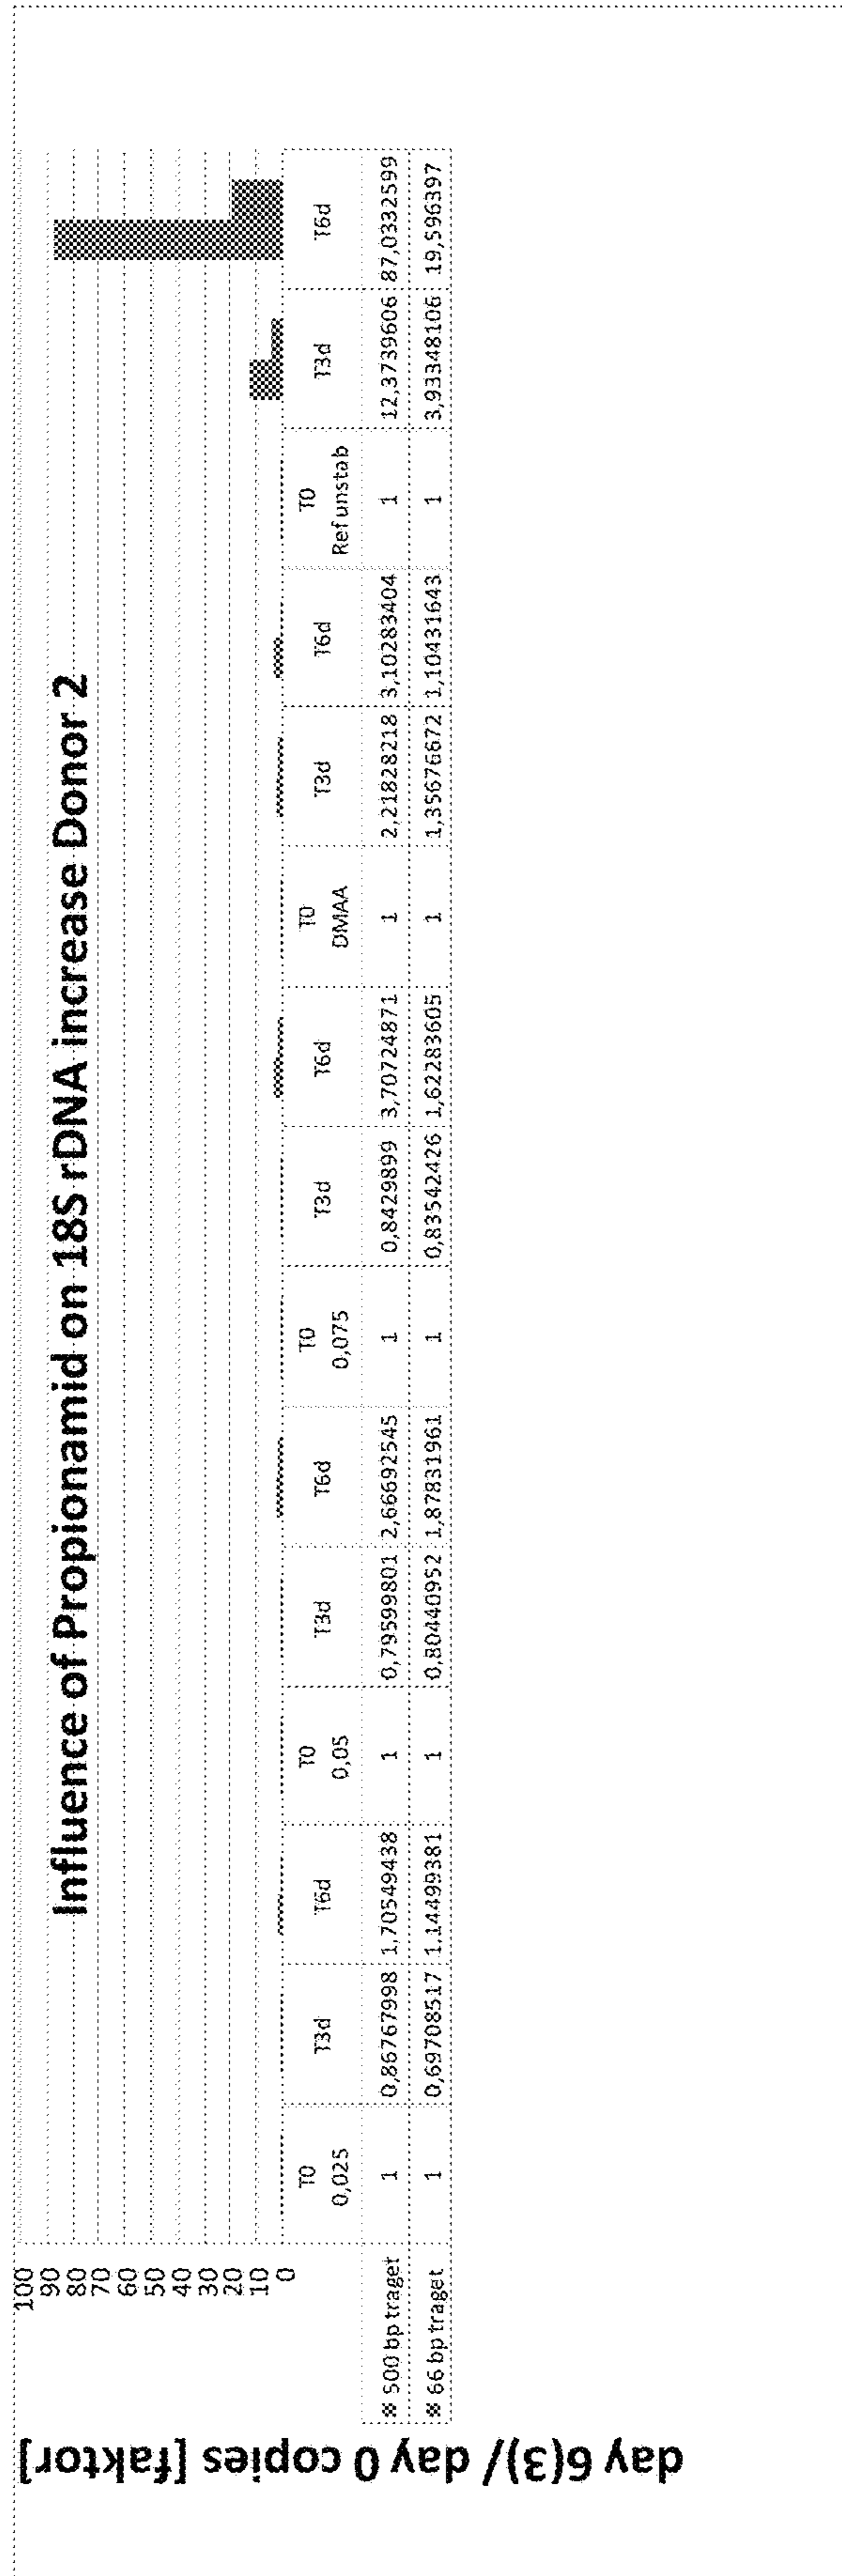 Influence of Propionamid on 18S rDNA increase Donor 2
day 6(3)/ day 0 copies [faktor]
100
90
80
70
60
50
40
30
20
10
0
T0 T3d T6d T0 T3d T6d T0 T3d T6d T0 T3d T6d T0 T3d T6d
0,025 0,05 0,075 DMAA Ref unstab
500 bp traget 1 0,86767998 1,70549438 1 0,79599801 2,66692545 1 0,8429899 3,70724871 1 2,21828218 3,10283404 1 12,3739606 87,0332599
66 bp traget 1 0,69708517 1,14499381 1 0,80440952 1,87831961 1 0,83542426 1,62283605 1 1,35676672 1,10431643 1 3,93348106 19,596397